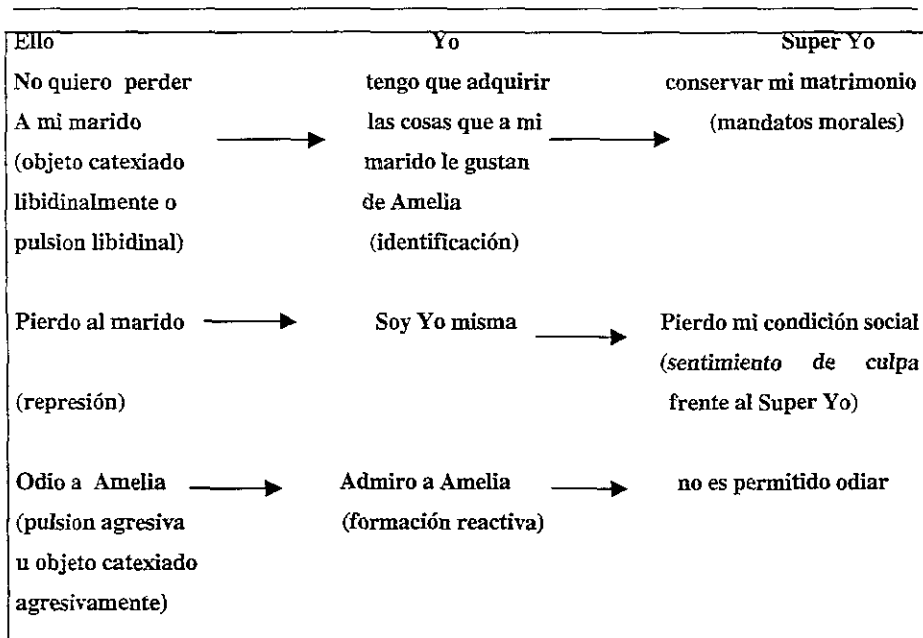 Ello Yo Super Yo
No quiero perder tengo que adquirir conservar mi matrimonio
A mi marido las cosas que a mi (mandatos morales)
(objeto catexiado marido le gustan
libidinalmente o de Amelia
pulsion libidinal) (identificación)
Pierdo al marido Soy Yo misma Pierdo mi condición social
(sentimiento de culpa
(represión) frente al Super Yo)
Odio a Amelia Admiro a Amelia no es permitido odiar
(pulsion agresiva (formación reactiva)
u objeto catexiado
agresivamente)